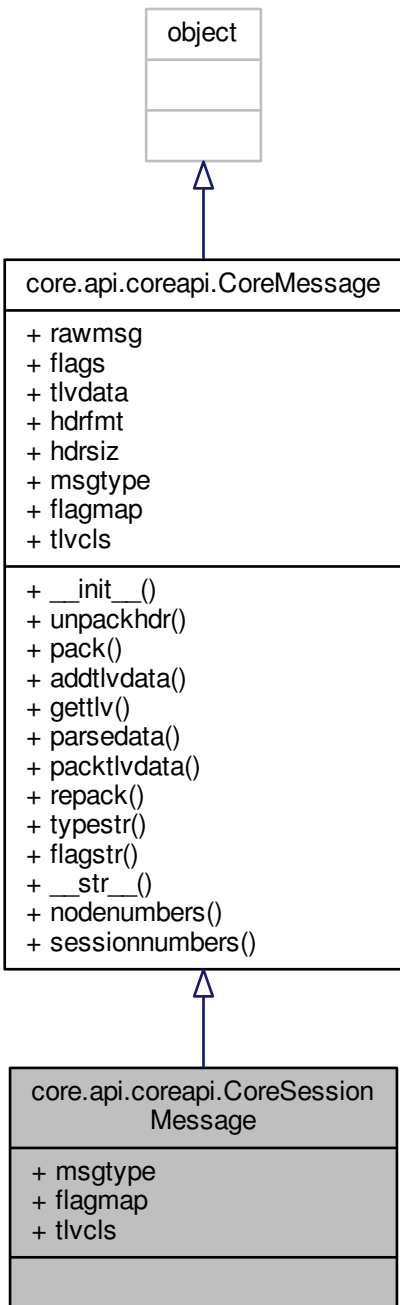 object
core.api.coreapi.CoreMessage
+ rawmsg
+ flags
+ tlvdata
+ hdrfmt
+ hdrsiz
+ msgtype
+ flagmap
+ tlvcls
+ __init__()
+ unpackhdr()
+ pack()
+ addtlvdata()
+ gettlv()
+ parsedata()
+ packtlvdata()
+ repack()
+ typestr()
+ flagstr()
+ __str__()
+ nodenumbers()
+ sessionnumbers()
core.api.coreapi.CoreSession
Message
+ msgtype
+ flagmap
+ tlvcls